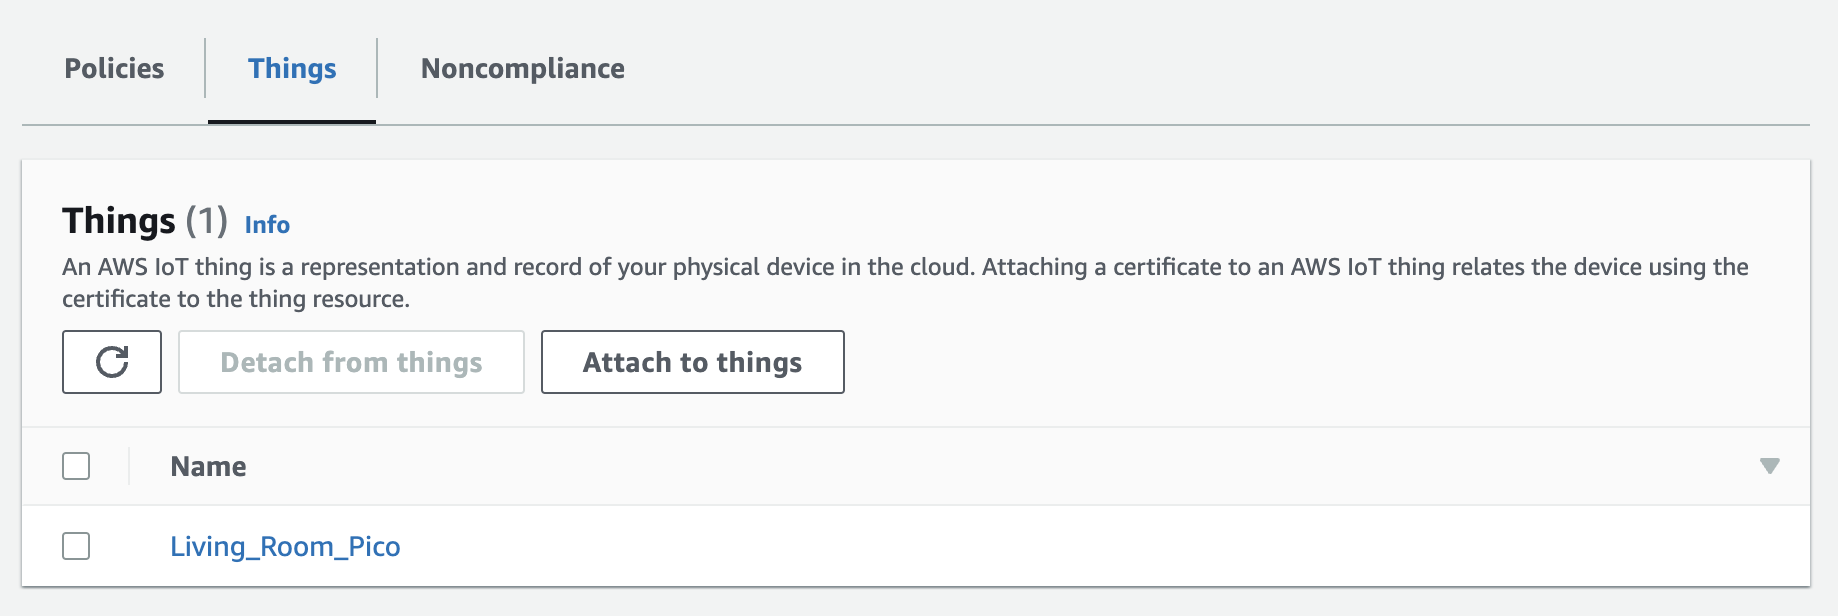 Policies Things Noncompliance
Things (1) Info
An AWS IoT thing is a representation and record of your physical device in the cloud. Attaching a certificate to an AWS IoT thing relates the device using the
certificate to the thing resource.
Detach from things Attach to things
Name
Living_Room_Pico